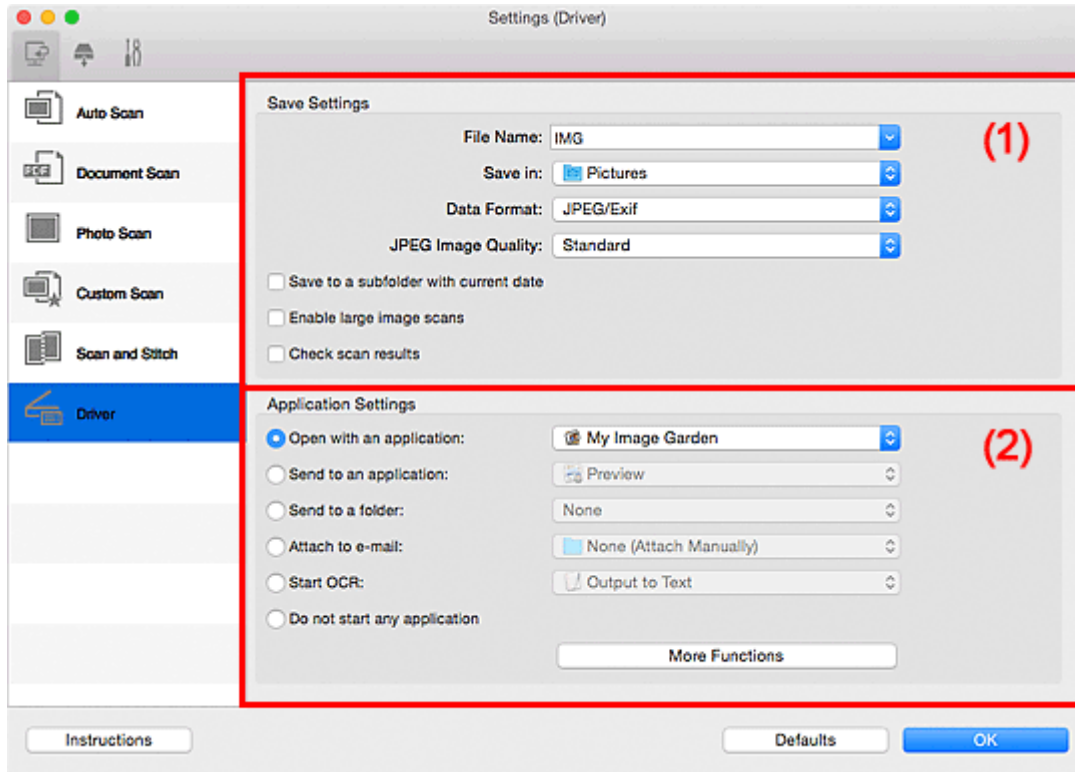 Settings (Driver)
Auto Scan
Document Scan
Photo Scan
Custom Scan
Scan and Stitch
Driver
Save Settings
(1)
File Name: IMG
Save in: Pictures
Data Format: JPEG/Exif
JPEG Image Quality: Standard
Save to a subfolder with current date
Enable large image scans
Check scan results
Application Settings
(2)
Open with an application: My Image Garden
Send to an application: Preview
Send to a folder: None
Attach to e-mail: None (Attach Manually)
Start OCR: Output to Text
Do not start any application
More Functions
Instructions
Defaults
OK